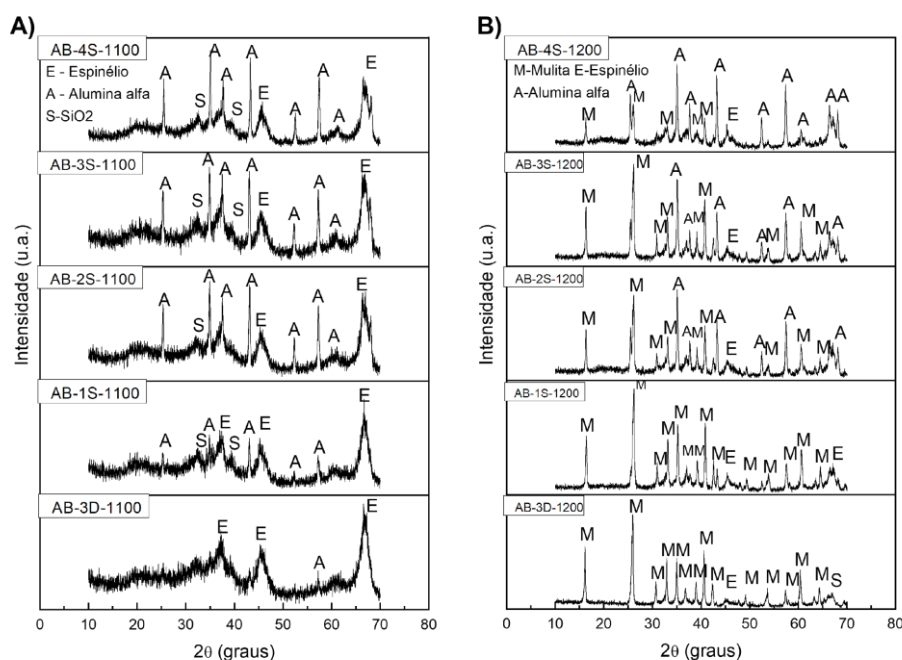 A)
AB-4S-1100
E - Espinélio
A - Alumina alfa
S-SiO2
A S A A S A E A A A E
AB-3S-1100
A S A A S A E A A A E
AB-2S-1100
A S A A A E A A A E
AB-1S-1100
A S A E S A E A A E
AB-3D-1100
E E A E
Intensidade (u.a.)
0 10 20 30 40 50 60 70 80
2θ (graus)
B)
AB-4S-1200
M-Mulita E-Espinélio
A-Alumina alfa
M A M M A A M M A E A A A A A
AB-3S-1200
M M M M A A M M A E A M A M M A
AB-2S-1200
M M M M A A M M A E A M A M M A
AB-1S-1200
M M M M M M M M M E M M M M M E
AB-3D-1200
M M M M M M M M M E M M M M M S
Intensidade (u.a.)
0 10 20 30 40 50 60 70 80
2θ (graus)